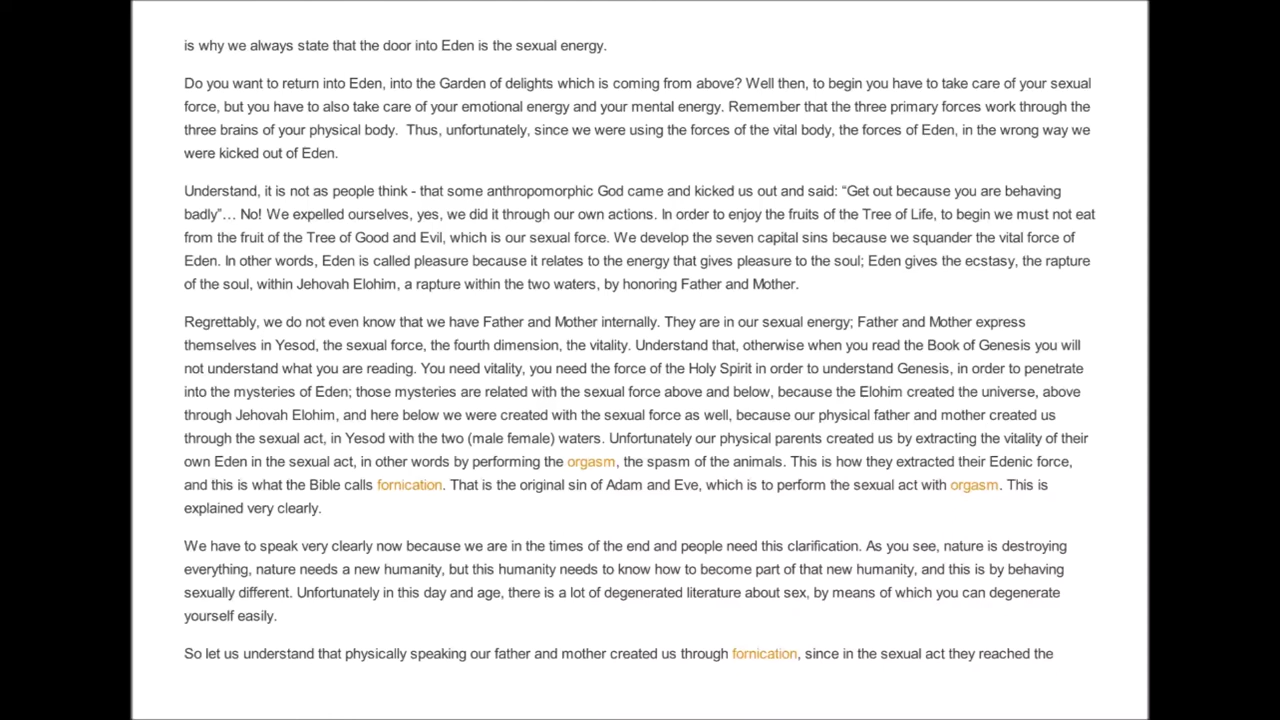 is why we always state that the door into Eden is the sexual energy.
Do you want to return into Eden, into the Garden of delights which is coming from above? Well then, to begin you have to take care of your sexual
force, but you have to also take care of your emotional energy and your mental energy. Remember that the three primary forces work through the
three brains of your physical body.  Thus, unfortunately, since we were using the forces of the vital body, the forces of Eden, in the wrong way we
were kicked out of Eden.
Understand, it is not as people think - that some anthropomorphic God came and kicked us out and said: “Get out because you are behaving
badly”… No! We expelled ourselves, yes, we did it through our own actions. In order to enjoy the fruits of the Tree of Life, to begin we must not eat
from the fruit of the Tree of Good and Evil, which is our sexual force. We develop the seven capital sins because we squander the vital force of
Eden. In other words, Eden is called pleasure because it relates to the energy that gives pleasure to the soul; Eden gives the ecstasy, the rapture
of the soul, within Jehovah Elohim, a rapture within the two waters, by honoring Father and Mother.
Regrettably, we do not even know that we have Father and Mother internally. They are in our sexual energy; Father and Mother express
themselves in Yesod, the sexual force, the fourth dimension, the vitality. Understand that, otherwise when you read the Book of Genesis you will
not understand what you are reading. You need vitality, you need the force of the Holy Spirit in order to understand Genesis, in order to penetrate
into the mysteries of Eden; those mysteries are related with the sexual force above and below, because the Elohim created the universe, above
through Jehovah Elohim, and here below we were created with the sexual force as well, because our physical father and mother created us
through the sexual act, in Yesod with the two (male female) waters. Unfortunately our physical parents created us by extracting the vitality of their
own Eden in the sexual act, in other words by performing the orgasm, the spasm of the animals. This is how they extracted their Edenic force,
and this is what the Bible calls fornication. That is the original sin of Adam and Eve, which is to perform the sexual act with orgasm. This is
explained very clearly.
We have to speak very clearly now because we are in the times of the end and people need this clarification. As you see, nature is destroying
everything, nature needs a new humanity, but this humanity needs to know how to become part of that new humanity, and this is by behaving
sexually different. Unfortunately in this day and age, there is a lot of degenerated literature about sex, by means of which you can degenerate
yourself easily.
So let us understand that physically speaking our father and mother created us through fornication, since in the sexual act they reached the